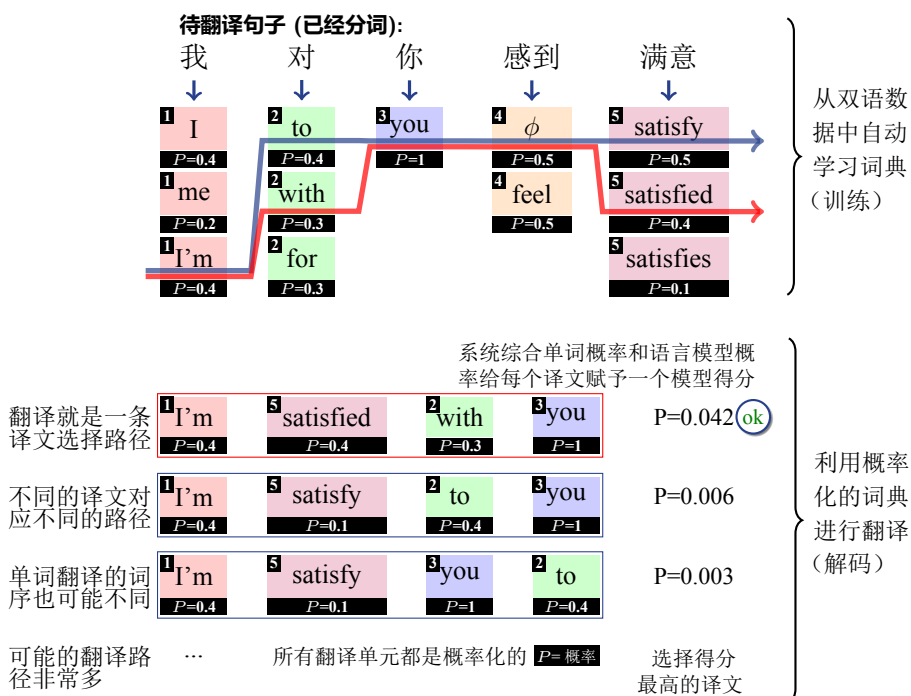 待翻译句子 (已经分词):
我 对 你 感到 满意
1 I 2 to 3 you 4 ϕ 5 satisfy
P=0.4 P=0.4 P=1 P=0.5 P=0.5
1 me 2 with 4 feel 5 satisfied
P=0.2 P=0.3 P=0.5 P=0.4
1 I'm 2 for 5 satisfies
P=0.4 P=0.3 P=0.1
从双语数
据中自动
学习词典
(训练)
系统综合单词概率和语言模型概
率给每个译文赋予一个模型得分
翻译就是一条
译文选择路径
1 I'm 5 satisfied 2 with 3 you
P=0.4 P=0.4 P=0.3 P=1
P=0.042 ok
不同的译文对
应不同的路径
1 I'm 5 satisfy 2 to 3 you
P=0.4 P=0.1 P=0.4 P=1
P=0.006
单词翻译的词
序也可能不同
1 I'm 5 satisfy 3 you 2 to
P=0.4 P=0.1 P=1 P=0.4
P=0.003
可能的翻译路
径非常多
... 所有翻译单元都是概率化的 P=概率
选择得分
最高的译文
利用概率
化的词典
进行翻译
(解码)